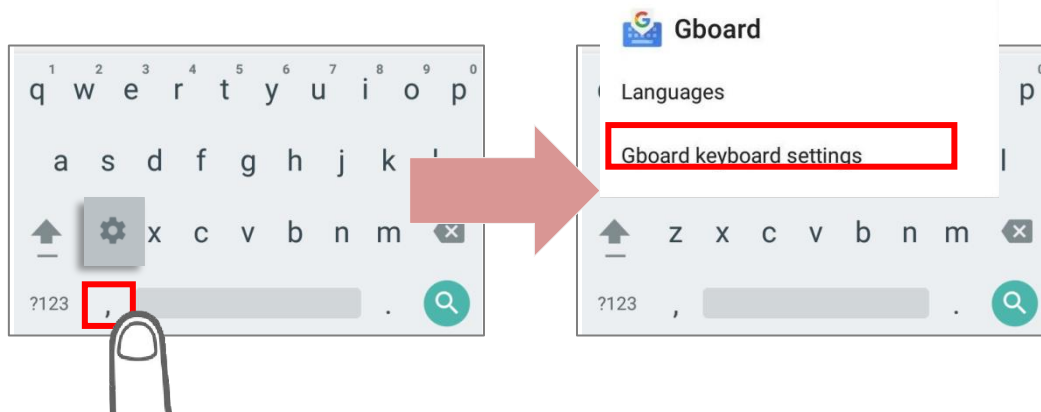 1 2 3 4 5 6 7 8 9 0
q w e r t y u i o p
a s d f g h j k l
x c v b n m
?123 , .
Gboard
Languages
Gboard keyboard settings
p
l
z x c v b n m
?123 , .